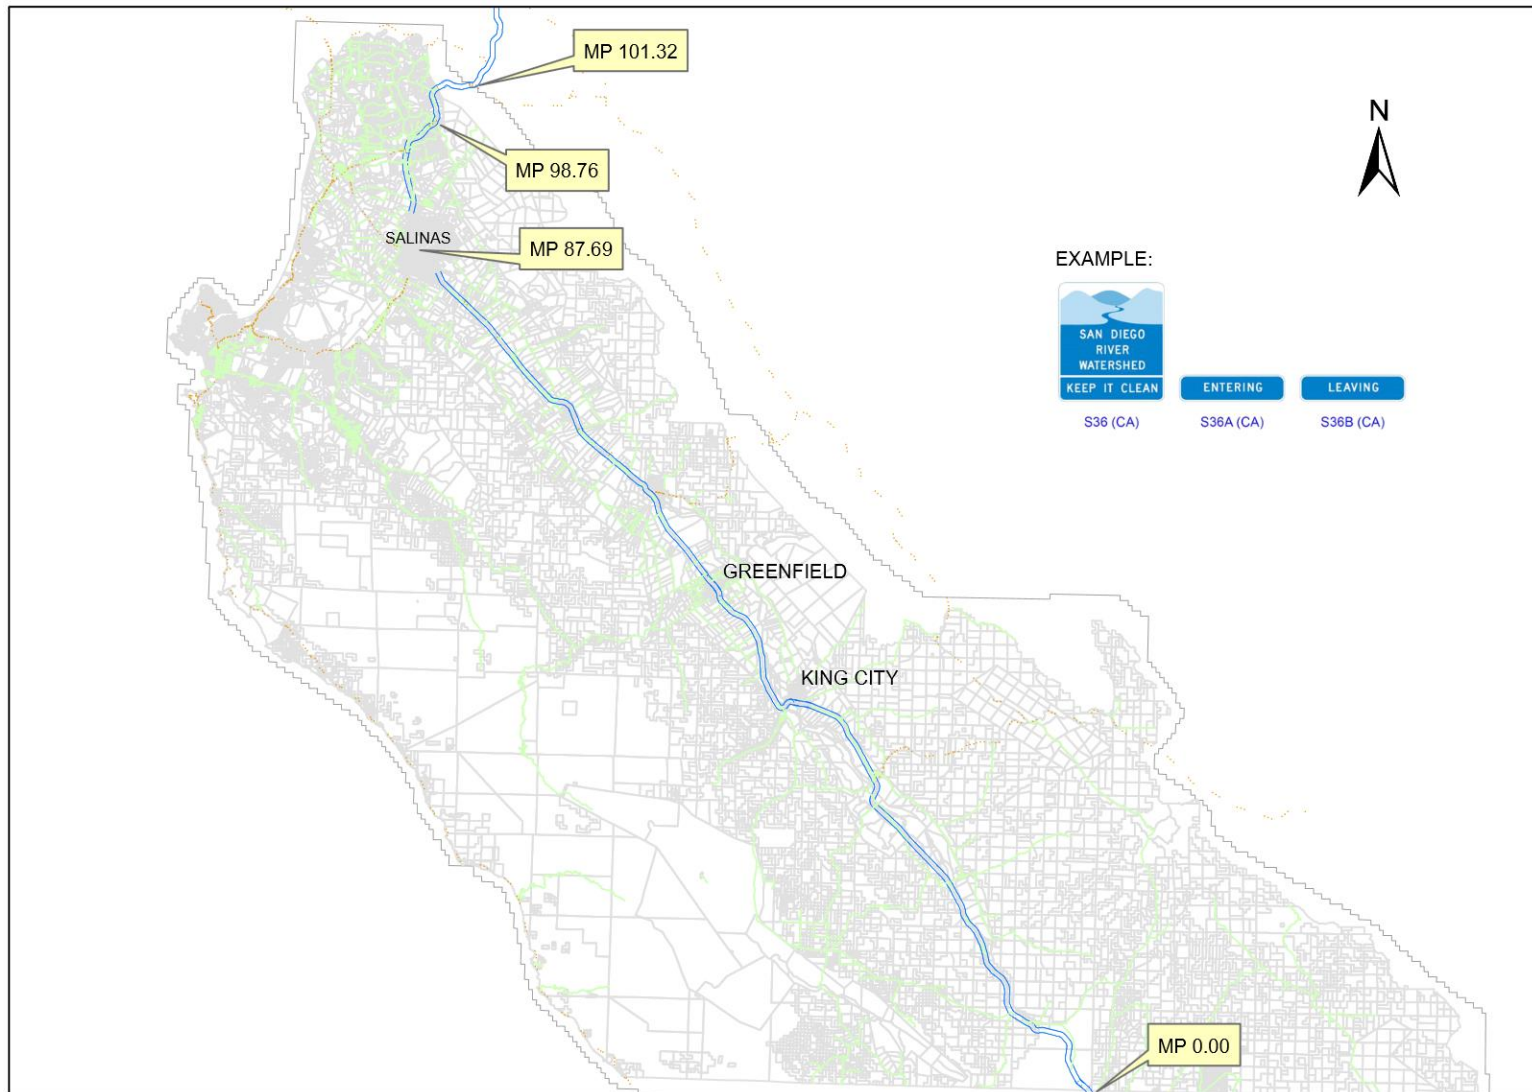 MP 101.32
N
MP 98.76
SALINAS
MP 87.69
EXAMPLE:
SAN DIEGO
RIVER
WATERSHED
KEEP IT CLEAN
ENTERING
LEAVING
S36 (CA)
S36A (CA)
S36B (CA)
GREENFIELD
KING CITY
MP 0.00